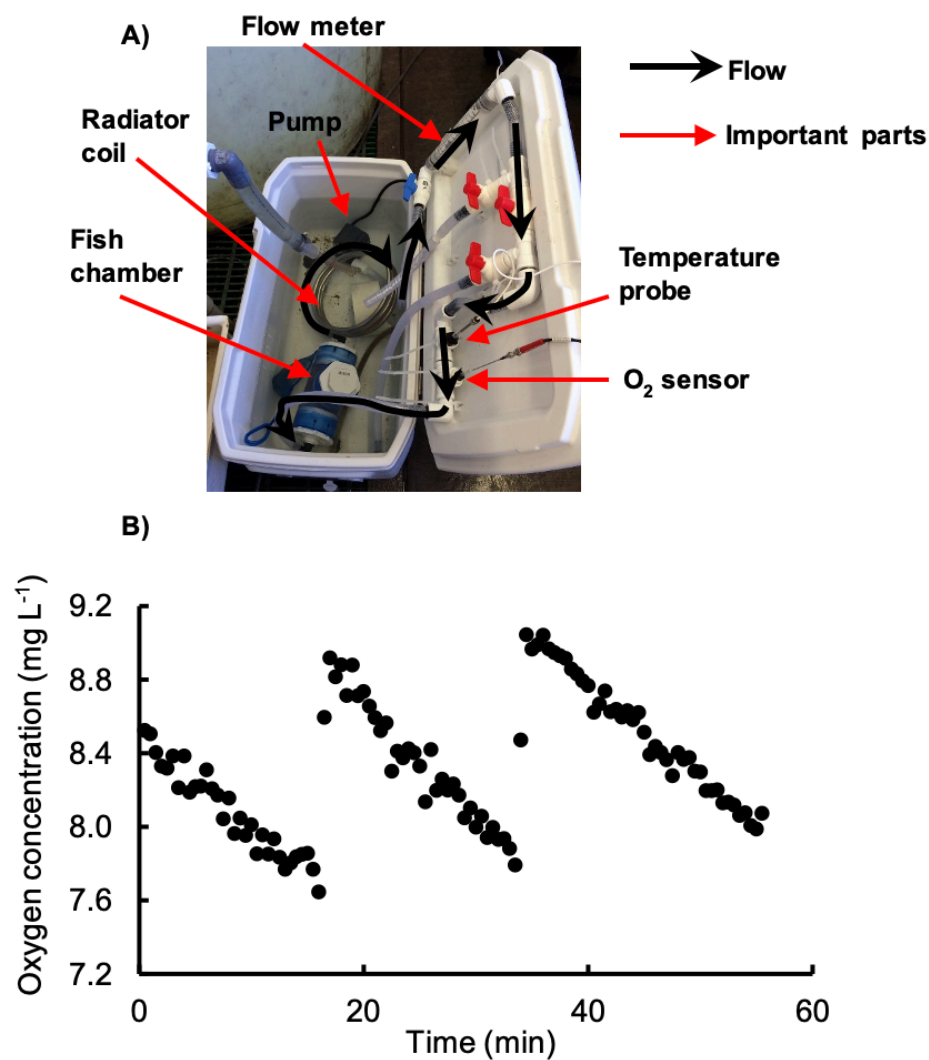 A)
Flow meter
Flow
Radiator
coil
Pump
Important parts
Fish
chamber
Temperature
probe
O₂ sensor
B)
Oxygen concentration (mg L⁻¹)
9.2
8.8
8.4
8.0
7.6
7.2
0
20
40
60
Time (min)